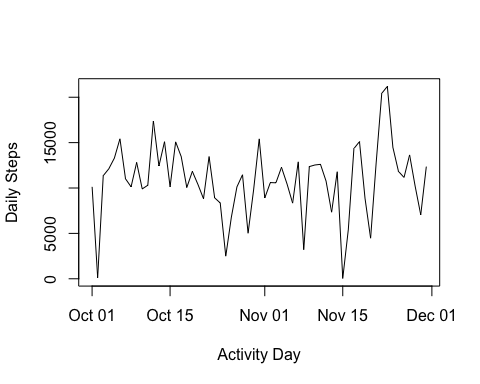 Daily Steps
15000
5000
0
Oct 01 Oct 15 Nov 01 Nov 15 Dec 01
Activity Day